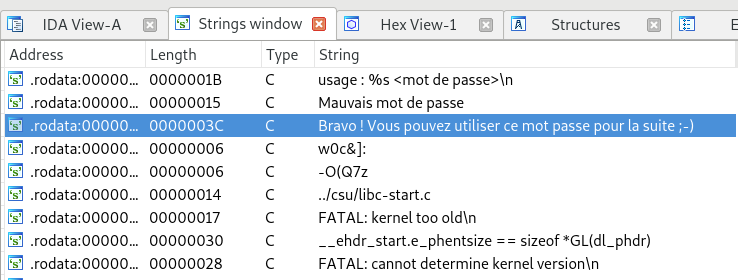 IDA View-A Strings window Hex View-1 Structures E
Address Length Type String
.rodata:00000... 0000001B C usage : %s <mot de passe>\n
.rodata:00000... 00000015 C Mauvais mot de passe
.rodata:00000... 0000003C C Bravo ! Vous pouvez utiliser ce mot passe pour la suite ;-)
.rodata:00000... 00000006 C w0c&]:
.rodata:00000... 00000006 C -O(Q7z
.rodata:00000... 00000014 C ../csu/libc-start.c
.rodata:00000... 00000017 C FATAL: kernel too old\n
.rodata:00000... 00000030 C __ehdr_start.e_phentsize == sizeof *GL(dl_phdr)
.rodata:00000... 00000028 C FATAL: cannot determine kernel version\n